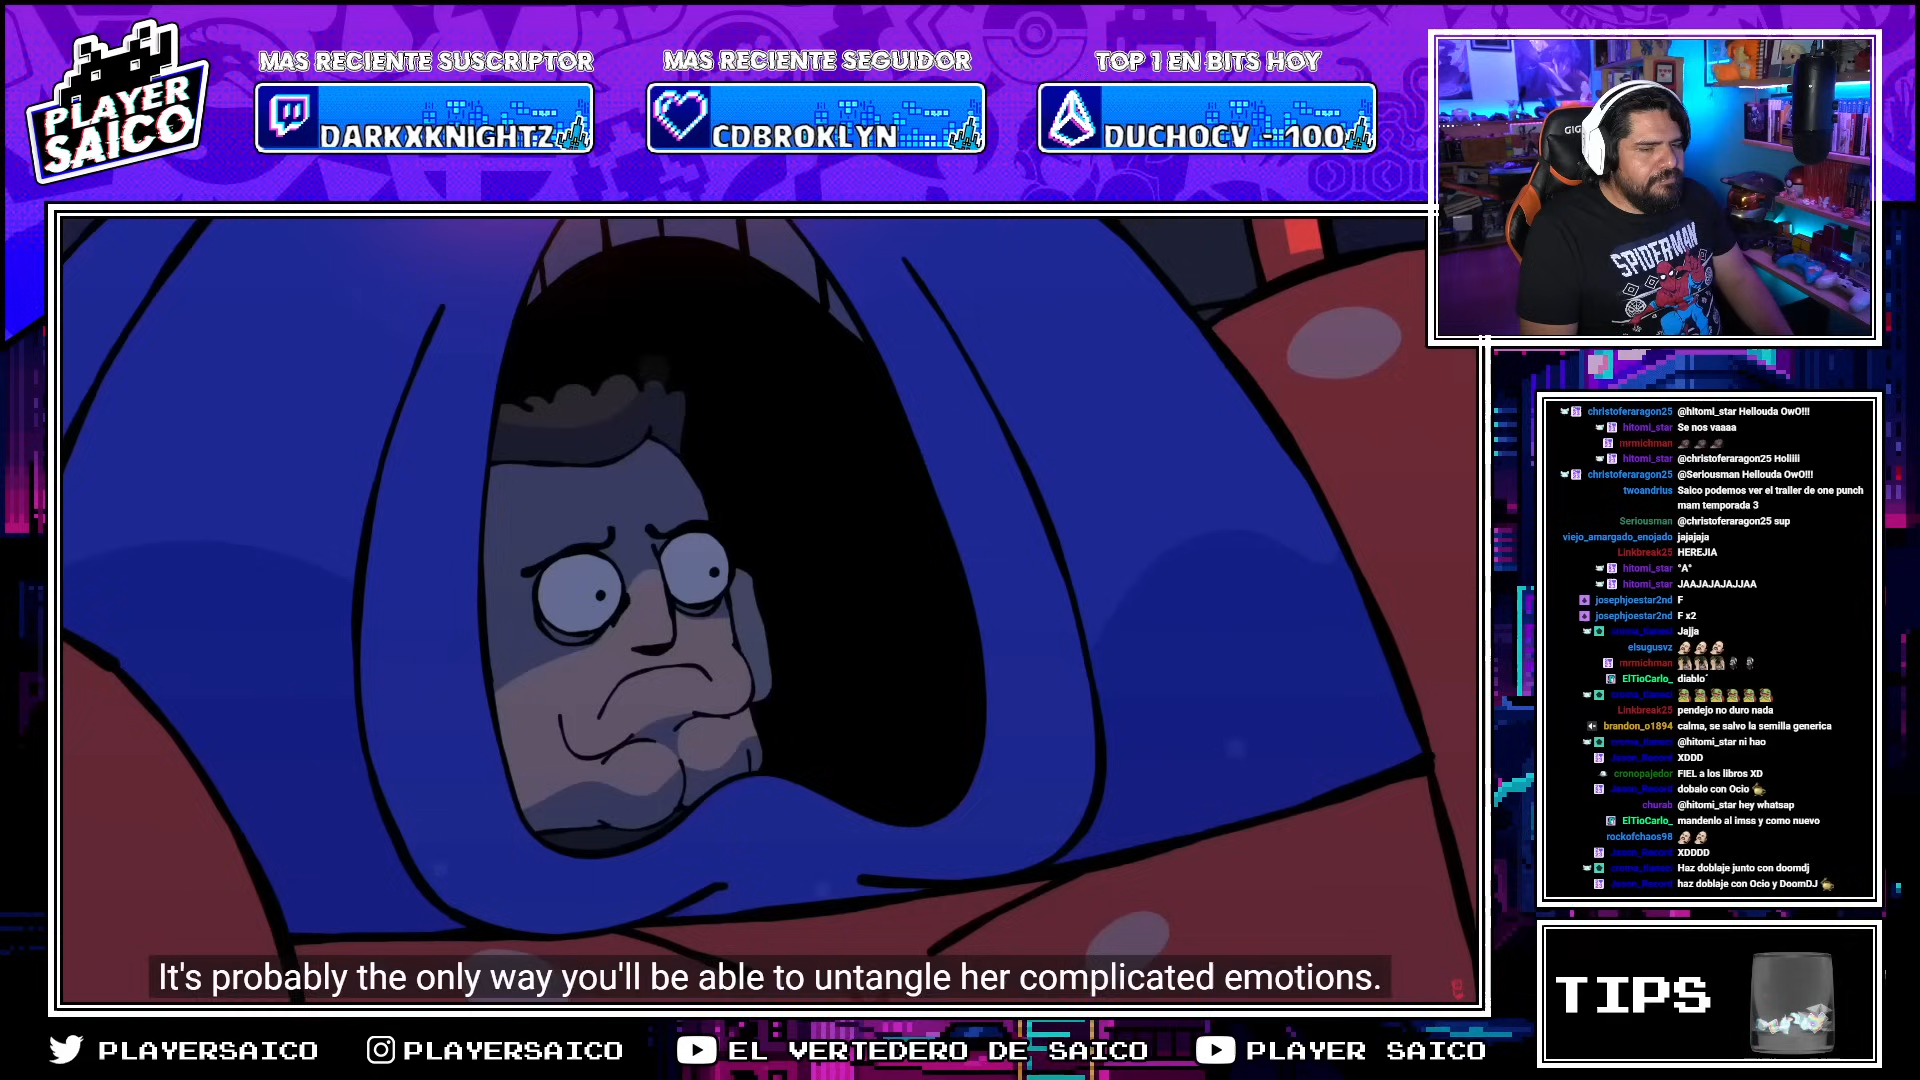 PLAYER
SAICO
MAS RECIENTE SUSCRIPTOR
DARKXKNIGHTZ
MAS RECIENTE SEGUIDOR
CDBROKLYN
TOP 1 EN BITS HOY
DUCHOCV - 100
SPIDERMAN
christoferaragon25 @hitomi_star Hellouda OwO!!!
hitomi_star Se nos vaaaa
mrmichman
hitomi_star @christoferaragon25 Holiiii
christoferaragon25 @Seriousman Hellouda OwO!!!
twoandrius Saico podemos ver el trailer de one punch
mam temporada 3
Seriousman @christoferaragon25 sup
viejo_amargado_enojado jajajaja
Linkbreak25 HEREJIA
hitomi_star °A°
hitomi_star JAAJAJAJAJJAA
josephjoestar2nd F
josephjoestar2nd F x2
Jajja
elsugusvz
mrmichman
ElTioCarlo_ diablo´
Linkbreak25 pendejo no duro nada
brandon_o1894 calma, se salvo la semilla generica
@hitomi_star ni hao
XDDD
cronopajedor FIEL a los libros XD
dobalo con Ocio
churab @hitomi_star hey whatsap
ElTioCarlo_ mandenlo al imss y como nuevo
rockofchaos98
XDDDD
Haz doblaje junto con doomdj
haz doblaje con Ocio y DoomDJ
It's probably the only way you'll be able to untangle her complicated emotions.
TIPS
PLAYERSAICO
PLAYERSAICO
EL VERTEDERO DE SAICO
PLAYER SAICO